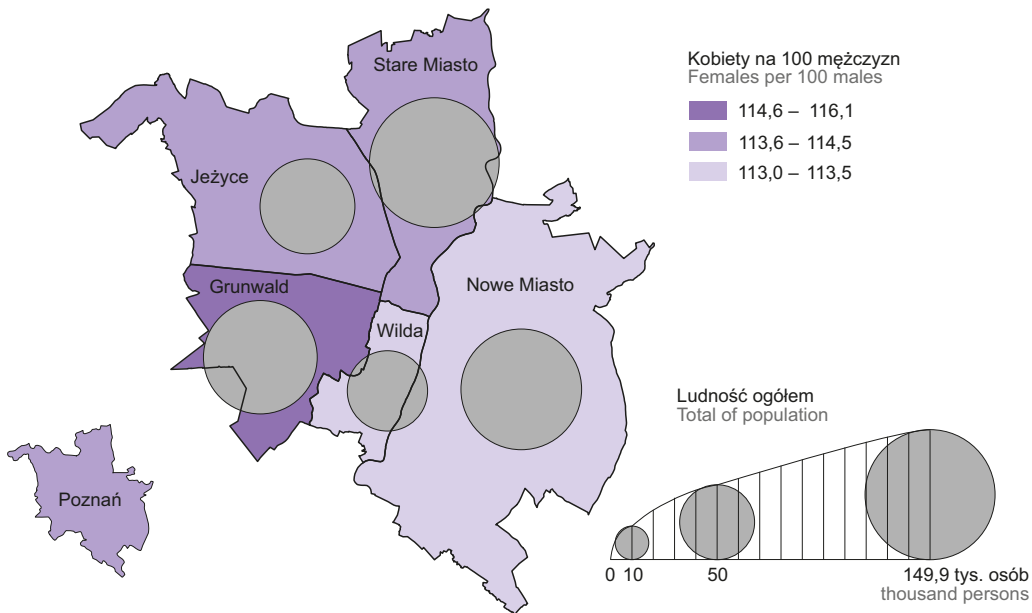 Stare Miasto
Jeżyce
Grunwald
Wilda
Nowe Miasto
Poznań
Kobiety na 100 mężczyzn
Females per 100 males
114,6 – 116,1
113,6 – 114,5
113,0 – 113,5
Ludność ogółem
Total of population
0 10 50 149,9 tys. osób
thousand persons